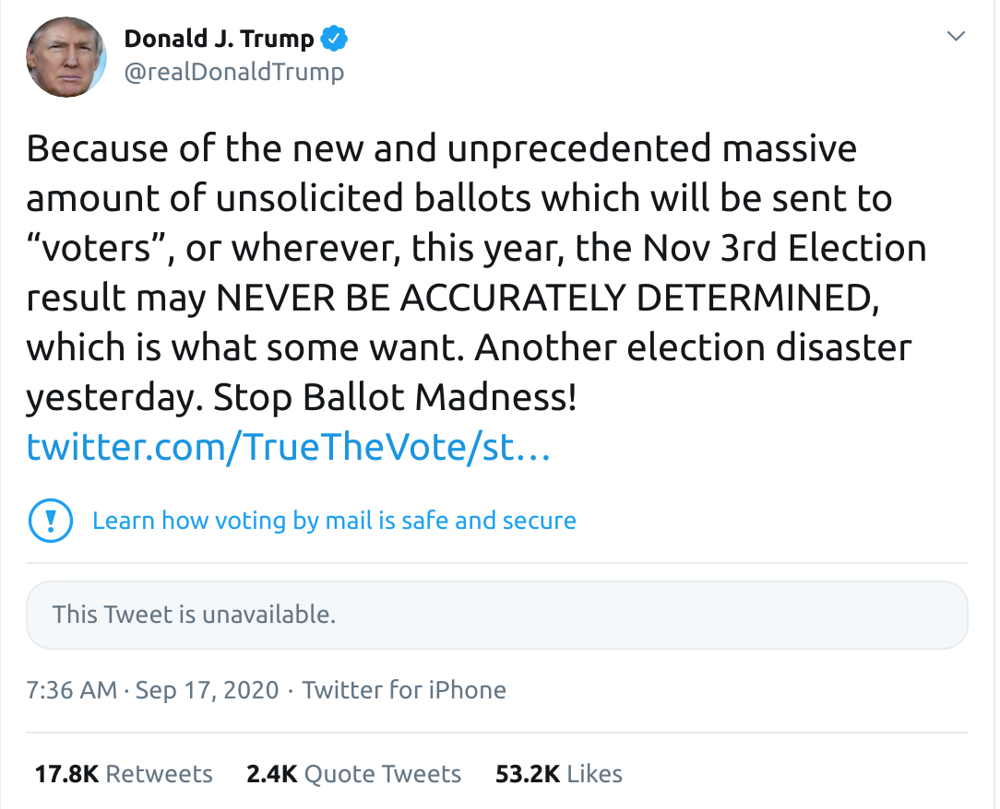 Donald J. Trump
@realDonaldTrump
Because of the new and unprecedented massive
amount of unsolicited ballots which will be sent to
“voters”, or wherever, this year, the Nov 3rd Election
result may NEVER BE ACCURATELY DETERMINED,
which is what some want. Another election disaster
yesterday. Stop Ballot Madness!
twitter.com/TrueTheVote/st…
Learn how voting by mail is safe and secure
This Tweet is unavailable.
7:36 AM · Sep 17, 2020 · Twitter for iPhone
17.8K Retweets 2.4K Quote Tweets 53.2K Likes